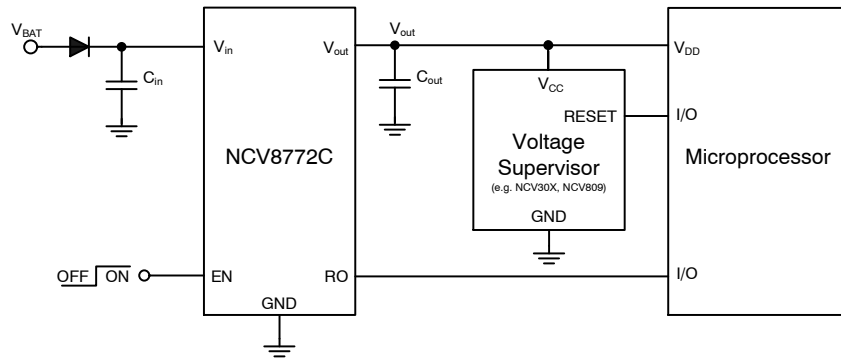 VBAT
Vin
Cin
NCV8772C
Vout
Vout
Cout
VCC
RESET
Voltage
Supervisor
(e.g. NCV30X, NCV809)
GND
VDD
I/O
Microprocessor
OFF ON
EN
RO
I/O
GND